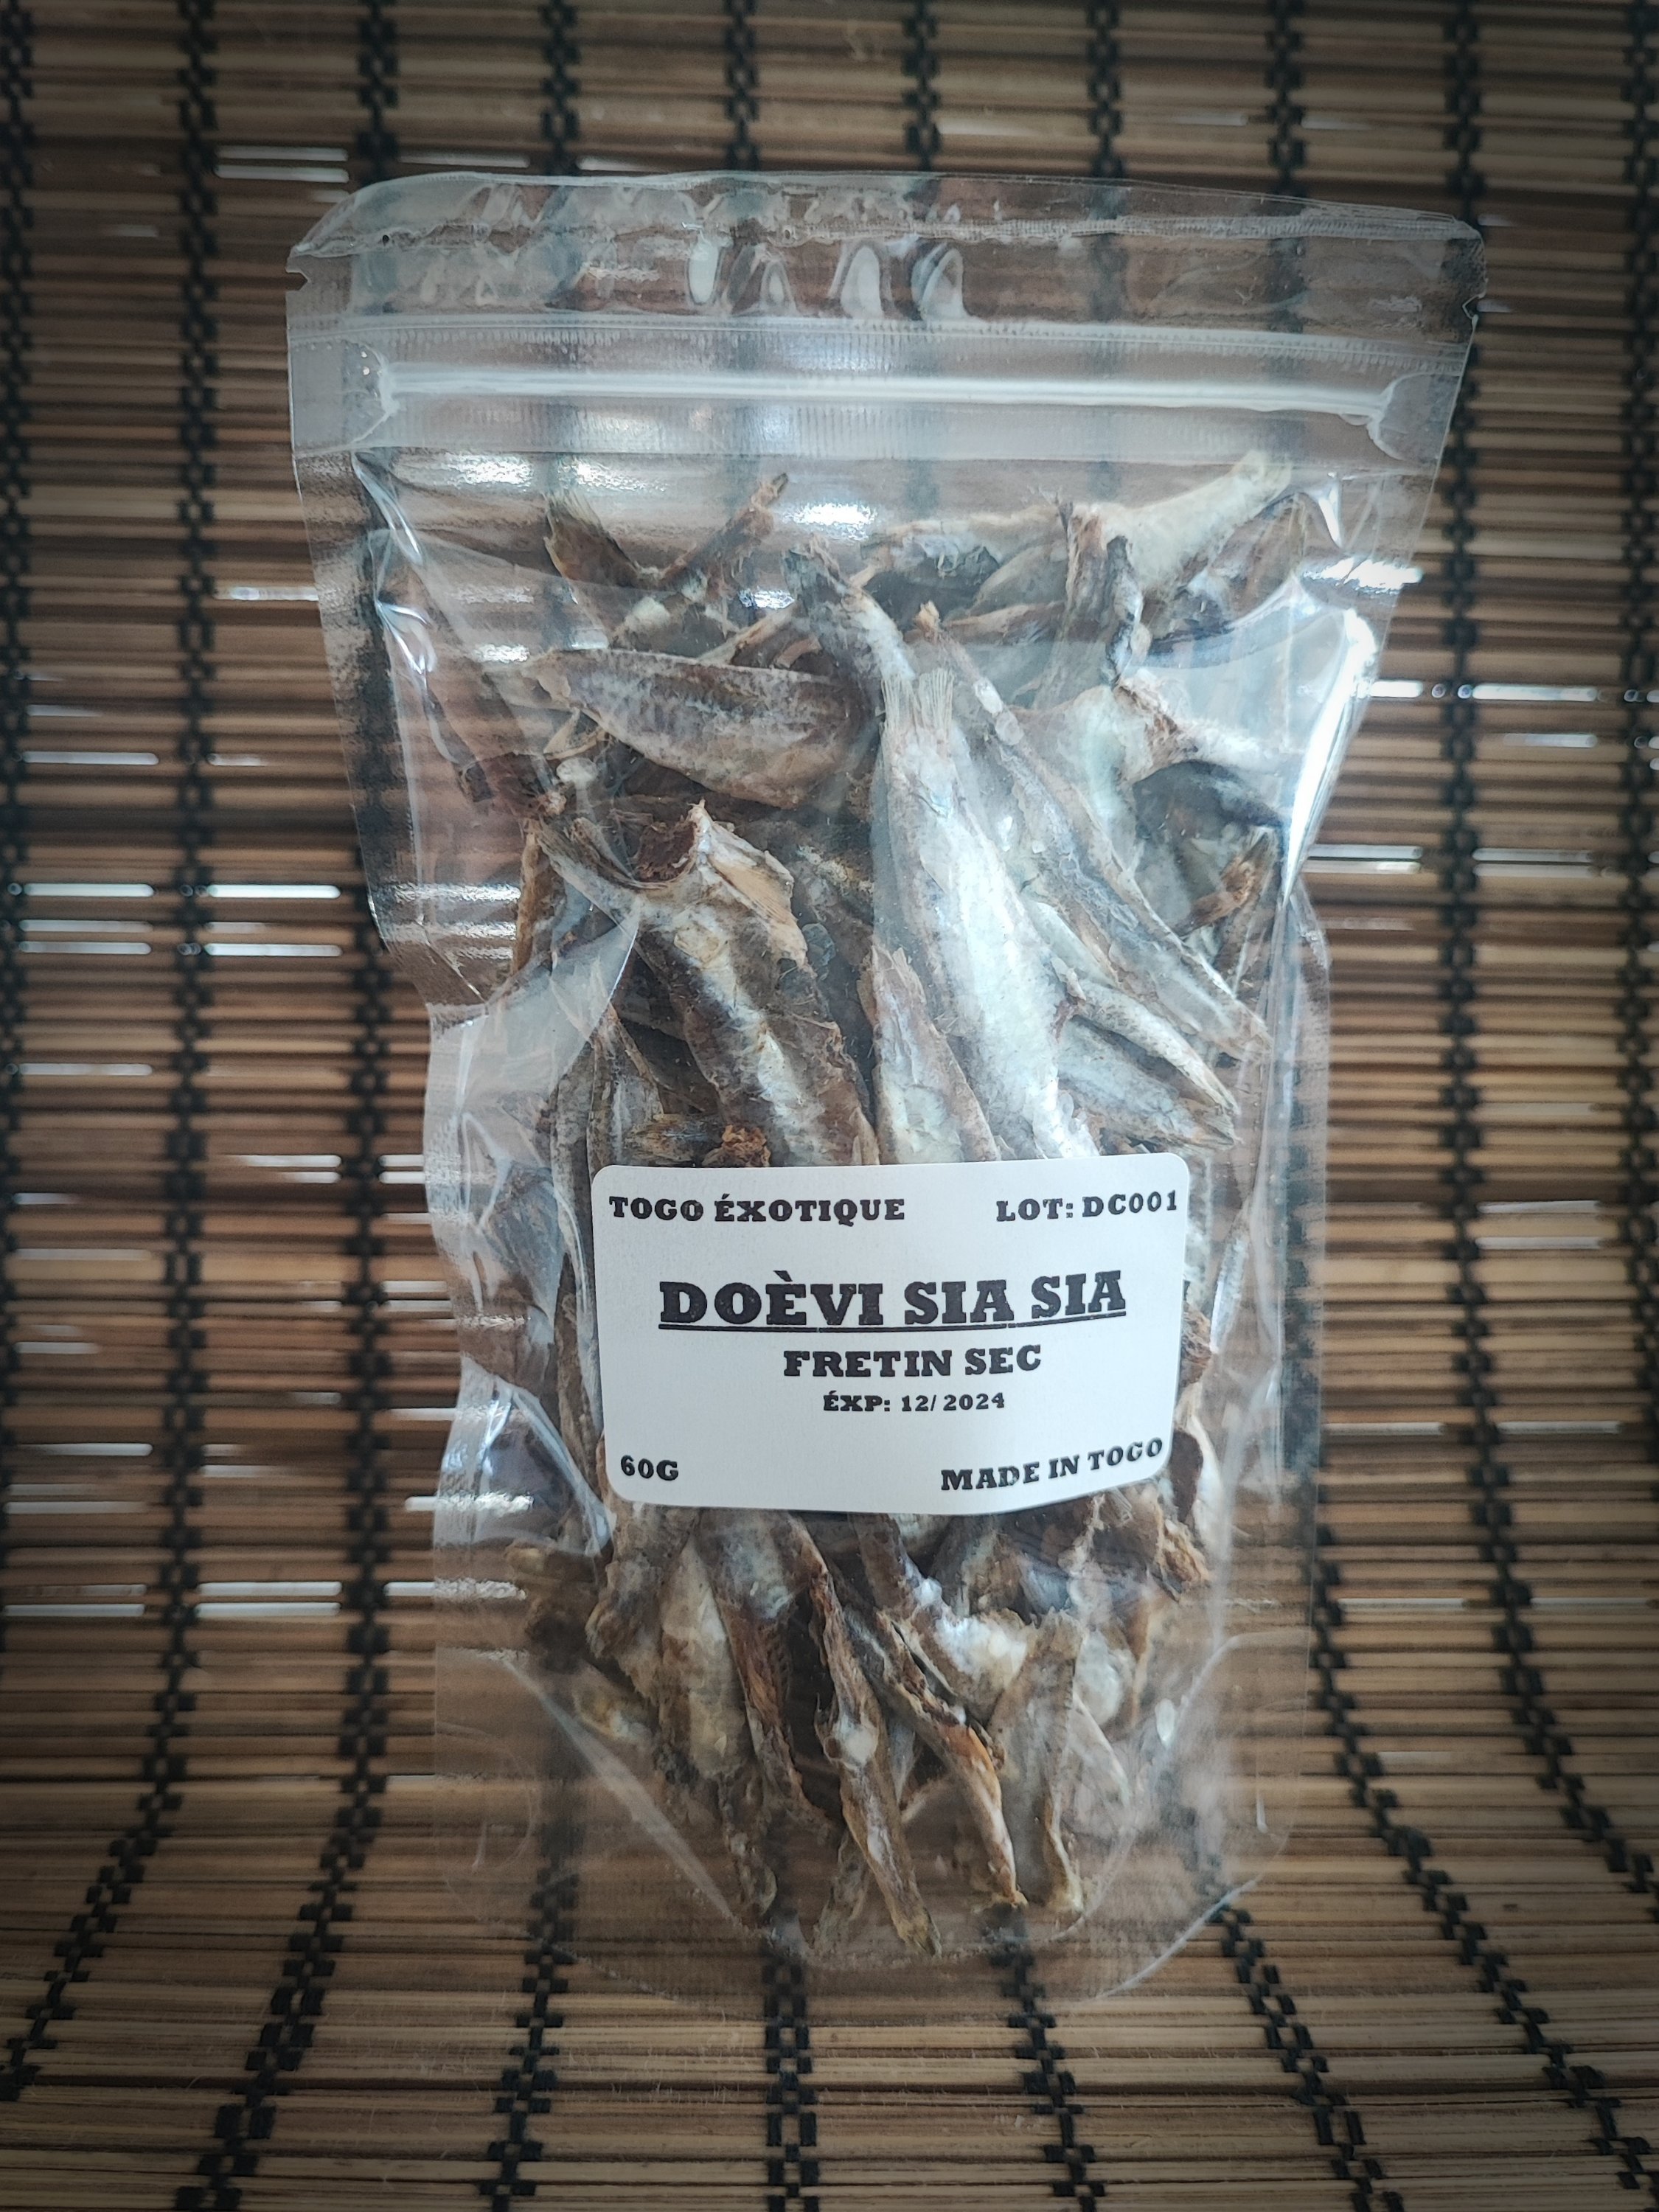 TOGO ÉXOTIQUE LOT: DC001
DOÈVI SIA SIA
FRETIN SEC
ÉXP: 12/2024
60G MADE IN TOGO